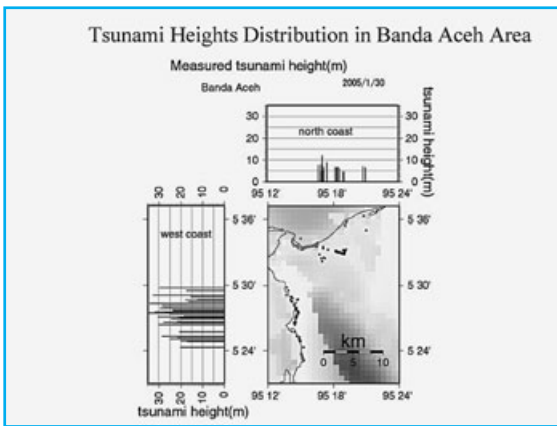 Tsunami Heights Distribution in Banda Aceh Area
Measured tsunami height(m)
Banda Aceh 2005/1/30
30
20
10
0
north coast
30
20
10
0
tsunami height(m)
30 20 10 0
95 12' 95 18' 95 24'
5 36'
5 30'
5 24'
west coast
5 36'
5 30'
5 24'
km
0 5 10
30 20 10 0
95 12' 95 18' 95 24'
tsunami height(m)